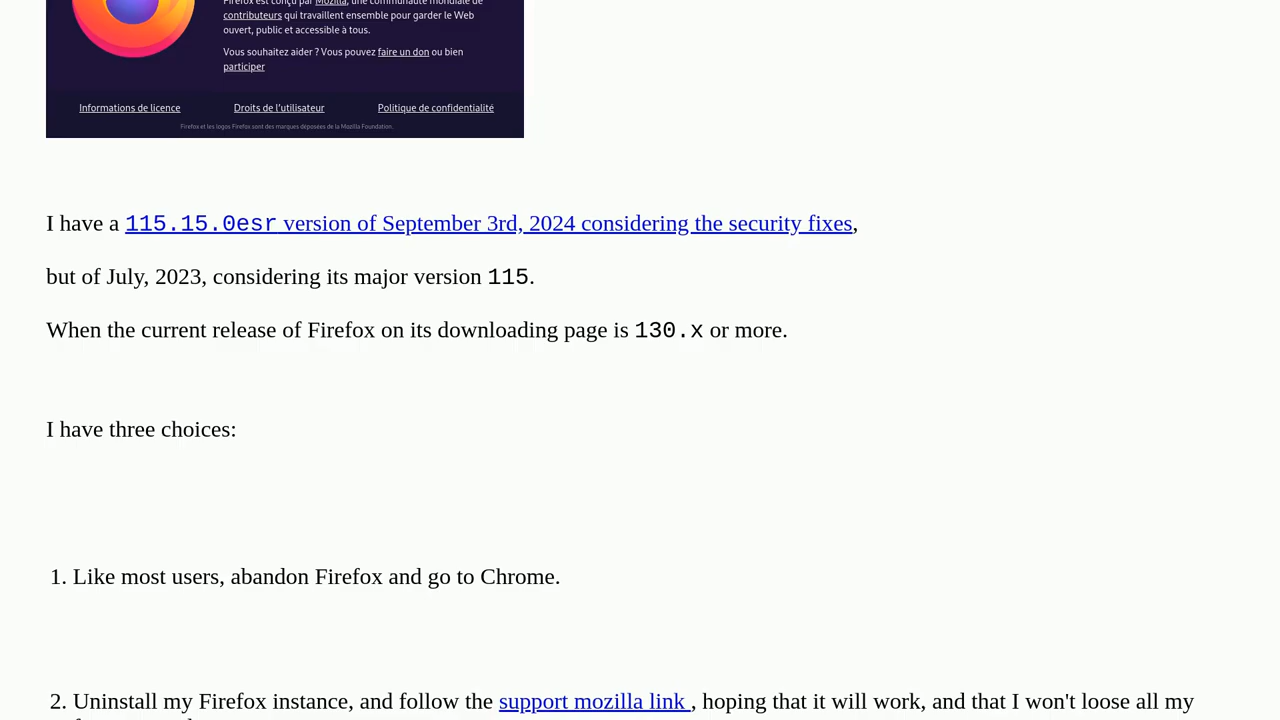 Firefox est conçu par Mozilla, une communauté mondiale de
contributeurs qui travaillent ensemble pour garder le Web
ouvert, public et accessible à tous.
Vous souhaitez aider ? Vous pouvez faire un don ou bien
participer
Informations de licence Droits de l'utilisateur Politique de confidentialité
Firefox et les logos Firefox sont des marques déposées de la Mozilla Foundation.
I have a 115.15.0esr version of September 3rd, 2024 considering the security fixes,
but of July, 2023, considering its major version 115.
When the current release of Firefox on its downloading page is 130.x or more.
I have three choices:
1. Like most users, abandon Firefox and go to Chrome.
2. Uninstall my Firefox instance, and follow the support mozilla link , hoping that it will work, and that I won't loose all my